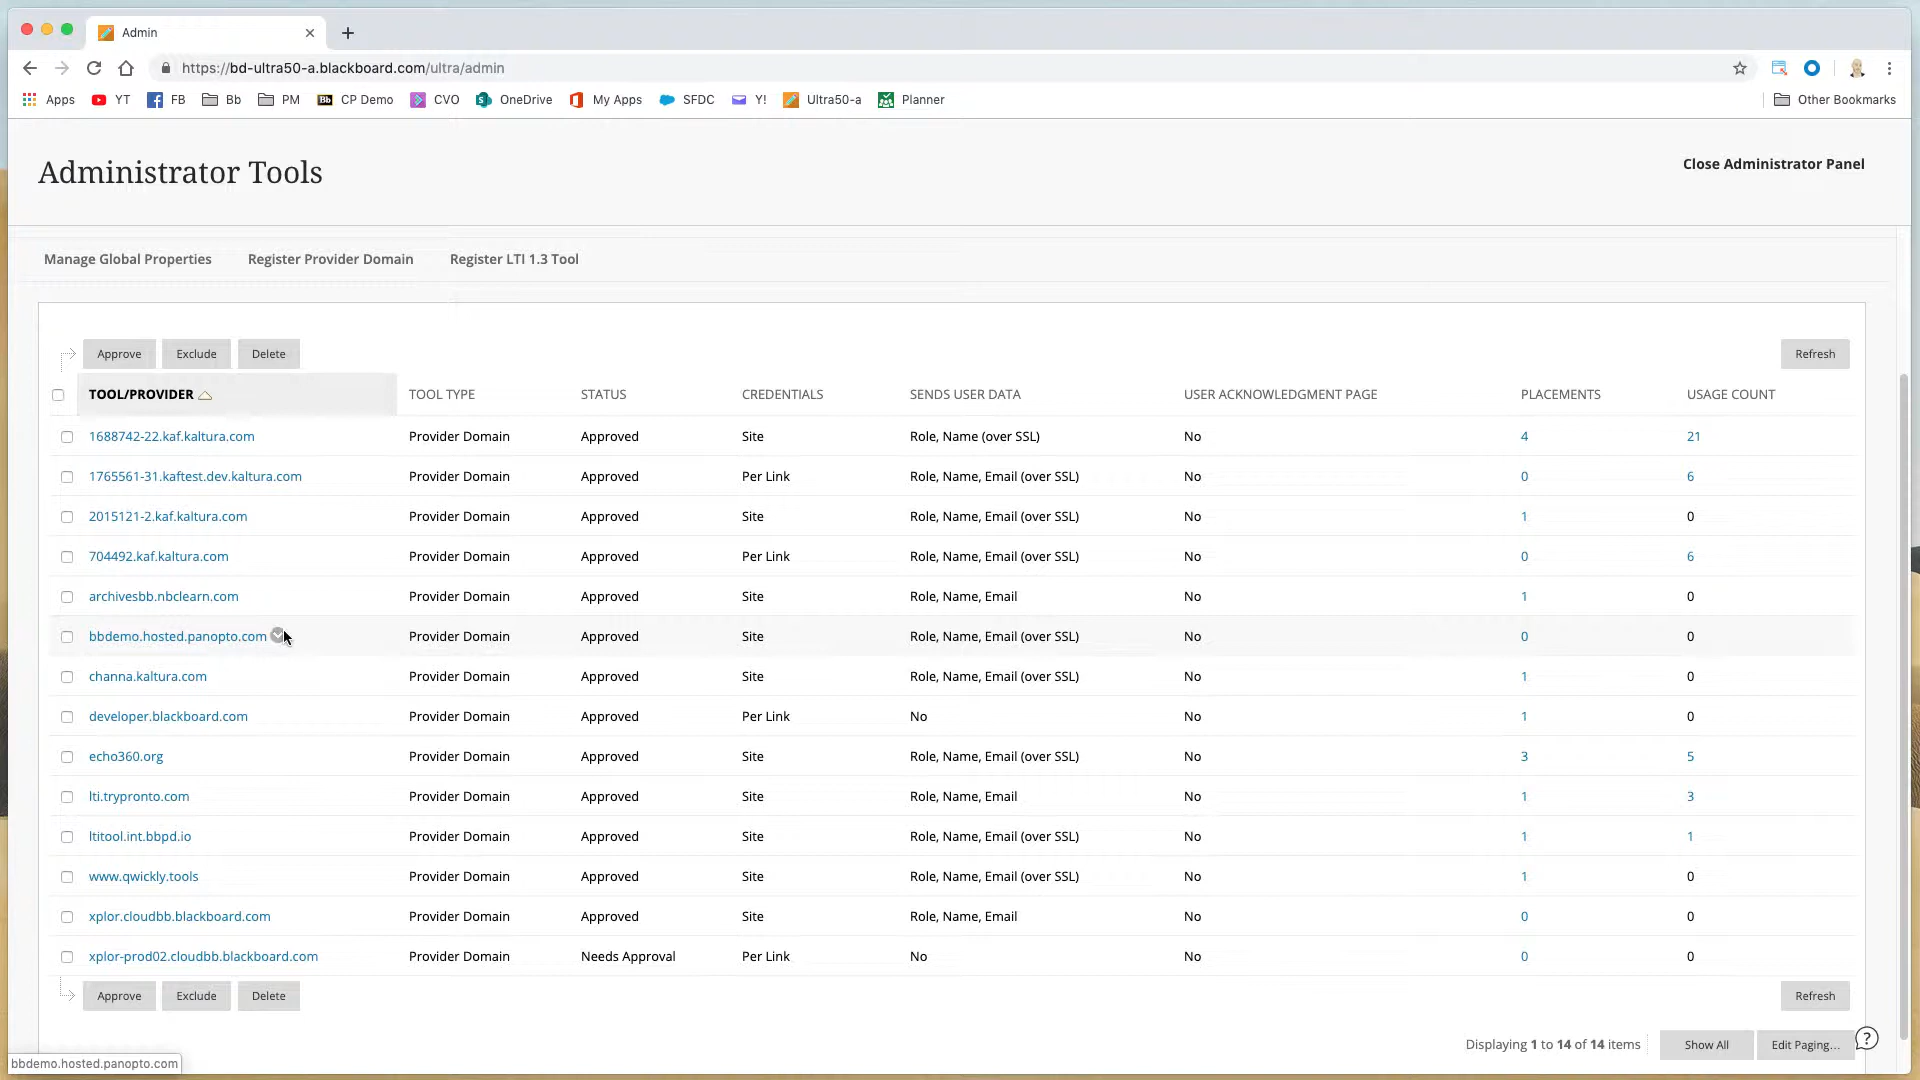 Admin
https://bd-ultra50-a.blackboard.com/ultra/admin
Apps YT FB Bb PM Bb CP Demo CVO OneDrive My Apps SFDC Y! Ultra50-a Planner Other Bookmarks
Administrator Tools
Close Administrator Panel
Manage Global Properties Register Provider Domain Register LTI 1.3 Tool
Approve Exclude Delete Refresh
TOOL/PROVIDER TOOL TYPE STATUS CREDENTIALS SENDS USER DATA USER ACKNOWLEDGMENT PAGE PLACEMENTS USAGE COUNT
1688742-22.kaf.kaltura.com Provider Domain Approved Site Role, Name (over SSL) No 4 21
1765561-31.kaftest.dev.kaltura.com Provider Domain Approved Per Link Role, Name, Email (over SSL) No 0 6
2015121-2.kaf.kaltura.com Provider Domain Approved Site Role, Name, Email (over SSL) No 1 0
704492.kaf.kaltura.com Provider Domain Approved Per Link Role, Name, Email (over SSL) No 0 6
archivesbb.nbclearn.com Provider Domain Approved Site Role, Name, Email No 1 0
bbdemo.hosted.panopto.com Provider Domain Approved Site Role, Name, Email (over SSL) No 0 0
channa.kaltura.com Provider Domain Approved Site Role, Name, Email (over SSL) No 1 0
developer.blackboard.com Provider Domain Approved Per Link No No 1 0
echo360.org Provider Domain Approved Site Role, Name, Email (over SSL) No 3 5
lti.trypronto.com Provider Domain Approved Site Role, Name, Email No 1 3
ltitool.int.bbpd.io Provider Domain Approved Site Role, Name, Email (over SSL) No 1 1
www.qwickly.tools Provider Domain Approved Site Role, Name, Email (over SSL) No 1 0
xplor.cloudbb.blackboard.com Provider Domain Approved Site Role, Name, Email No 0 0
xplor-prod02.cloudbb.blackboard.com Provider Domain Needs Approval Per Link No No 0 0
Approve Exclude Delete Refresh
Displaying 1 to 14 of 14 items Show All Edit Paging... ?
bbdemo.hosted.panopto.com